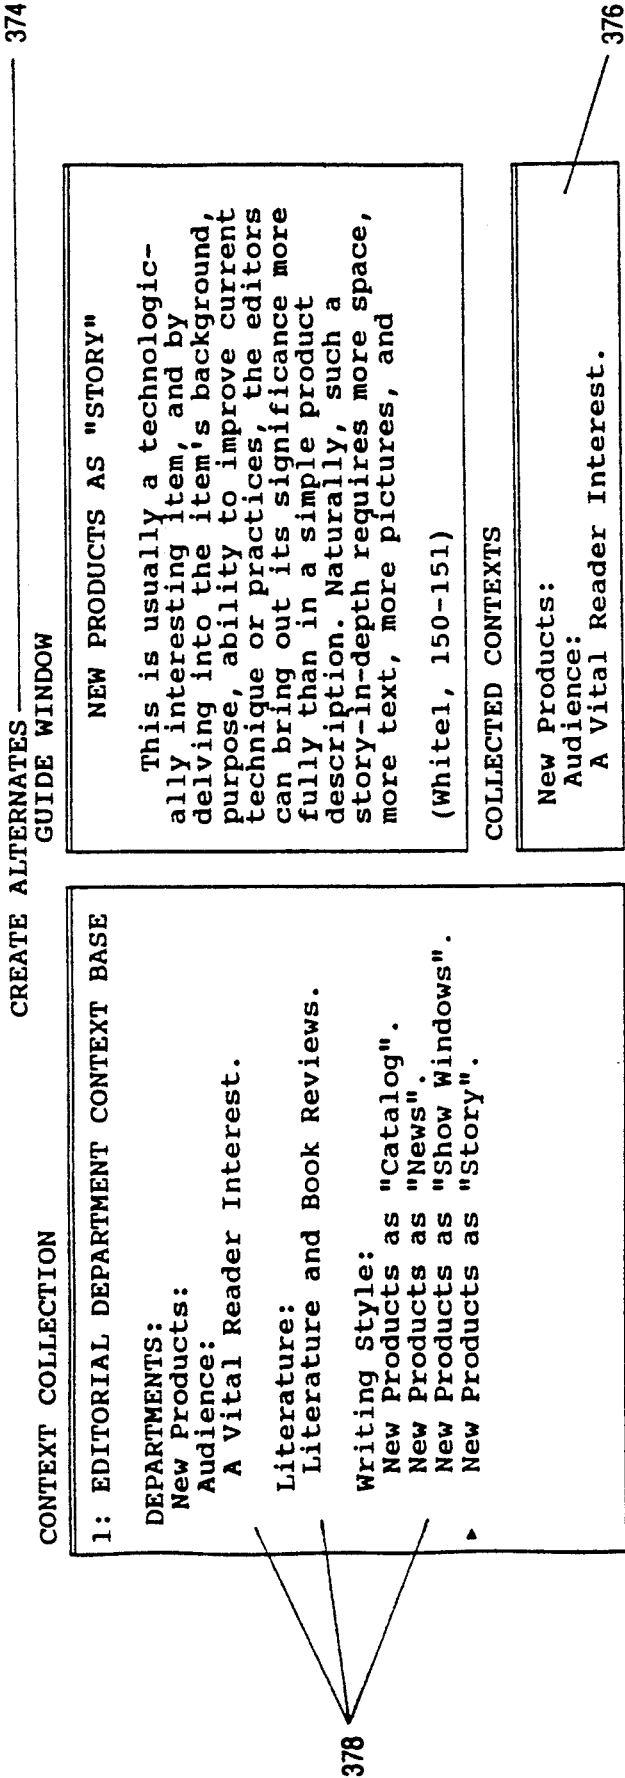 CREATE ALTERNATES 374
CONTEXT COLLECTION
1: EDITORIAL DEPARTMENT CONTEXT BASE
DEPARTMENTS:
New Products:
Audience:
A Vital Reader Interest.
Literature:
Literature and Book Reviews.
Writing Style:
New Products as "Catalog".
New Products as "News".
New Products as "Show Windows".
New Products as "Story".
378
GUIDE WINDOW
NEW PRODUCTS AS "STORY"
This is usually a technologic-
ally interesting item, and by
delving into the item's background,
purpose, ability to improve current
technique or practices, the editors
can bring out its significance more
fully than in a simple product
description. Naturally, such a
story-in-depth requires more space,
more text, more pictures, and
(White1, 150-151)
COLLECTED CONTEXTS
New Products:
Audience:
A Vital Reader Interest.
376